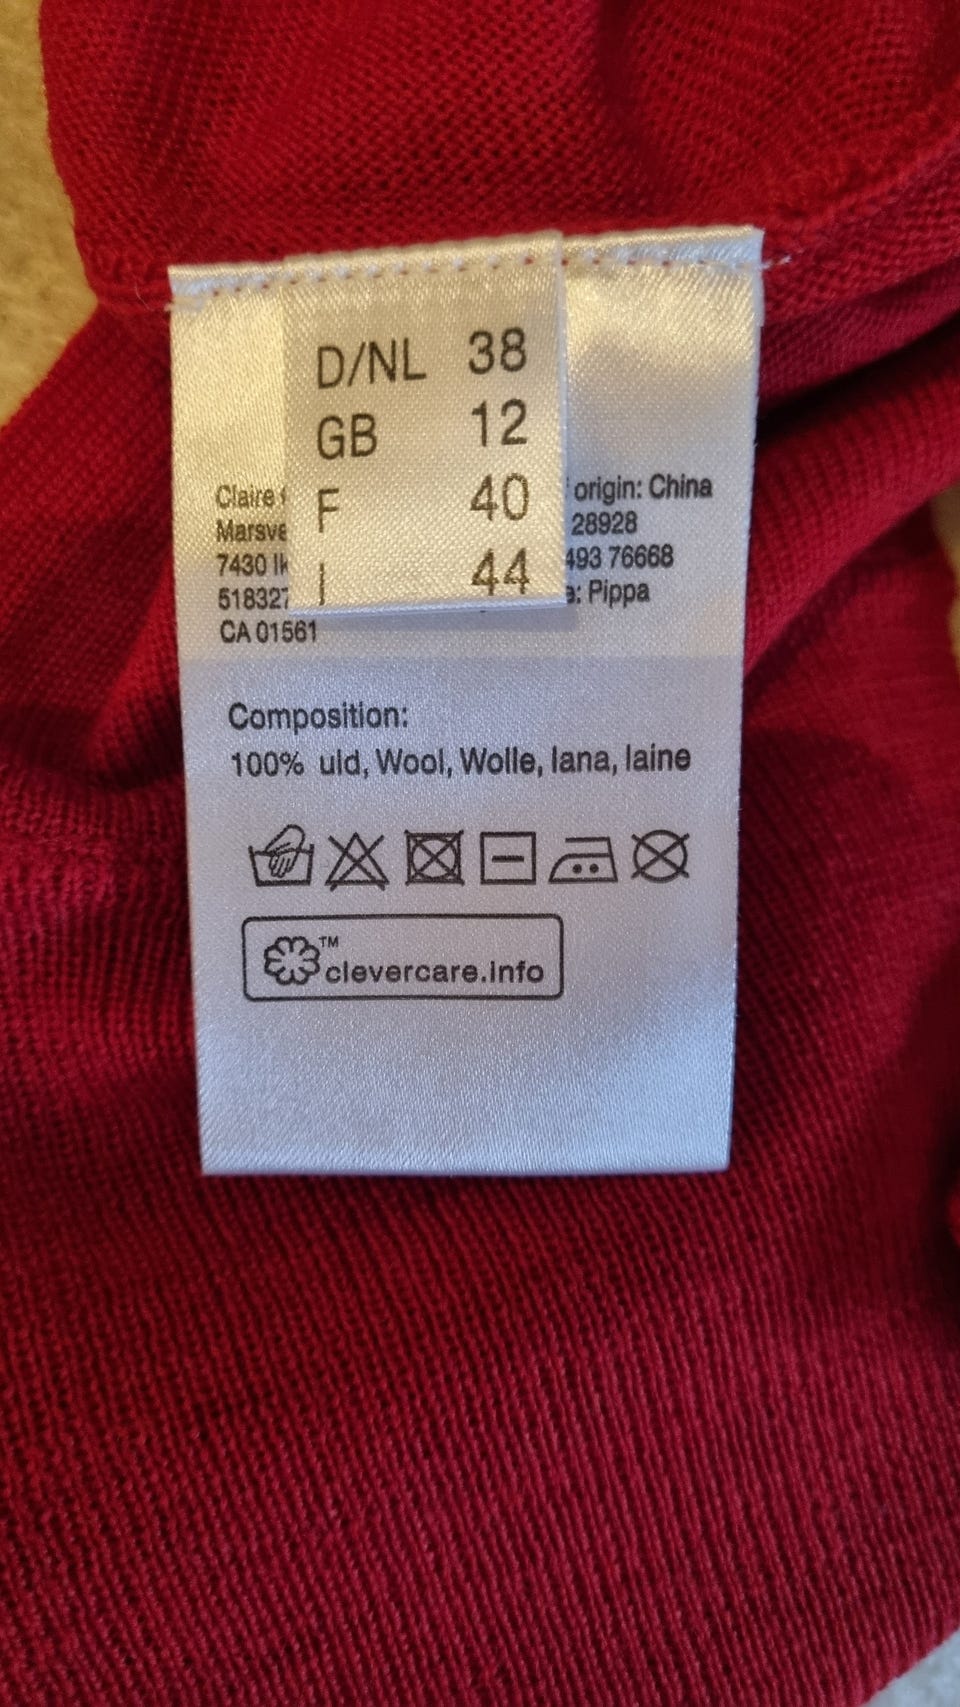 D/NL 38
GB 12
F 40
I 44
Claire
Marsve
7430 Ik
518327
CA 01561
origin: China
28928
493 76668
e: Pippa
Composition:
100% uld, Wool, Wolle, lana, laine
TM
clevercare.info